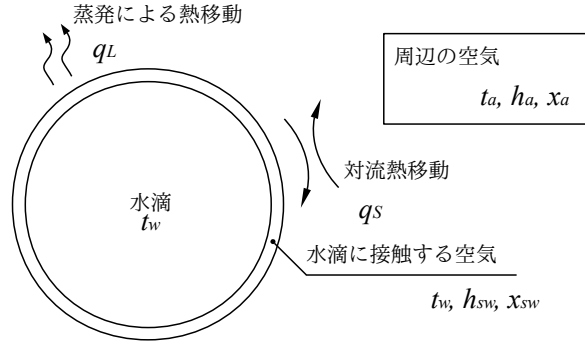 蒸発による熱移動
qL
周辺の空気
ta, ha, xa
対流熱移動
qS
水滴
tw
水滴に接触する空気
tw, hsw, xsw